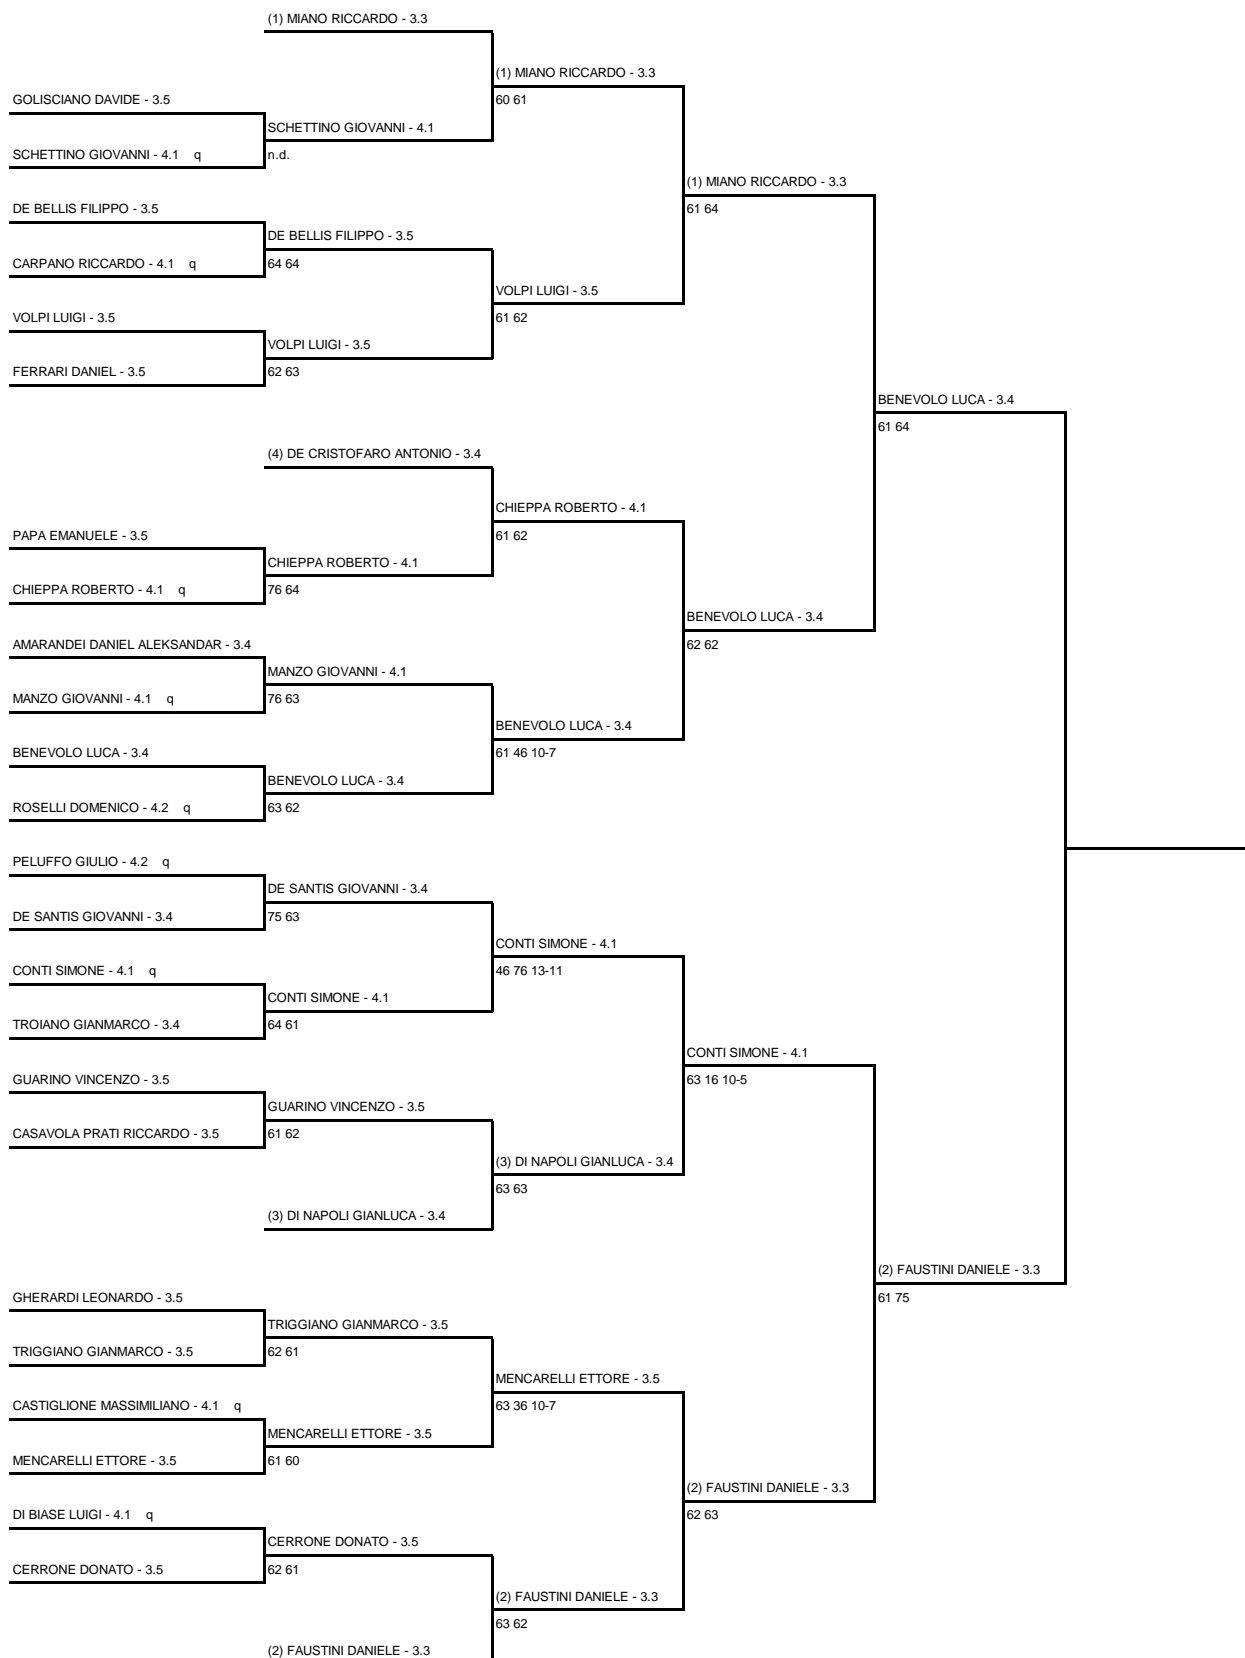 (1) MIANO RICCARDO - 3.3
(1) MIANO RICCARDO - 3.3
GOLISCIANO DAVIDE - 3.5
60 61
SCHETTINO GIOVANNI - 4.1
SCHETTINO GIOVANNI - 4.1 q
n.d.
(1) MIANO RICCARDO - 3.3
DE BELLIS FILIPPO - 3.5
61 64
DE BELLIS FILIPPO - 3.5
CARPANO RICCARDO - 4.1 q
64 64
VOLPI LUIGI - 3.5
VOLPI LUIGI - 3.5
61 62
VOLPI LUIGI - 3.5
FERRARI DANIEL - 3.5
62 63
BENEVOLO LUCA - 3.4
61 64
(4) DE CRISTOFARO ANTONIO - 3.4
CHIEPPA ROBERTO - 4.1
PAPA EMANUELE - 3.5
61 62
CHIEPPA ROBERTO - 4.1
CHIEPPA ROBERTO - 4.1 q
76 64
BENEVOLO LUCA - 3.4
AMARANDEI DANIEL ALEKSANDAR - 3.4
62 62
MANZO GIOVANNI - 4.1
MANZO GIOVANNI - 4.1 q
76 63
BENEVOLO LUCA - 3.4
BENEVOLO LUCA - 3.4
61 46 10-7
BENEVOLO LUCA - 3.4
ROSELLI DOMENICO - 4.2 q
63 62
PELUFFO GIULIO - 4.2 q
DE SANTIS GIOVANNI - 3.4
DE SANTIS GIOVANNI - 3.4
75 63
CONTI SIMONE - 4.1
CONTI SIMONE - 4.1 q
46 76 13-11
CONTI SIMONE - 4.1
TROIANO GIANMARCO - 3.4
64 61
CONTI SIMONE - 4.1
GUARINO VINCENZO - 3.5
63 16 10-5
GUARINO VINCENZO - 3.5
CASAVOLA PRATI RICCARDO - 3.5
61 62
(3) DI NAPOLI GIANLUCA - 3.4
63 63
(3) DI NAPOLI GIANLUCA - 3.4
(2) FAUSTINI DANIELE - 3.3
GHERARDI LEONARDO - 3.5
61 75
TRIGGIANO GIANMARCO - 3.5
TRIGGIANO GIANMARCO - 3.5
62 61
MENCARELLI ETTORE - 3.5
CASTIGLIONE MASSIMILIANO - 4.1 q
63 36 10-7
MENCARELLI ETTORE - 3.5
MENCARELLI ETTORE - 3.5
61 60
(2) FAUSTINI DANIELE - 3.3
DI BIASE LUIGI - 4.1 q
62 63
CERRONE DONATO - 3.5
CERRONE DONATO - 3.5
62 61
(2) FAUSTINI DANIELE - 3.3
63 62
(2) FAUSTINI DANIELE - 3.3